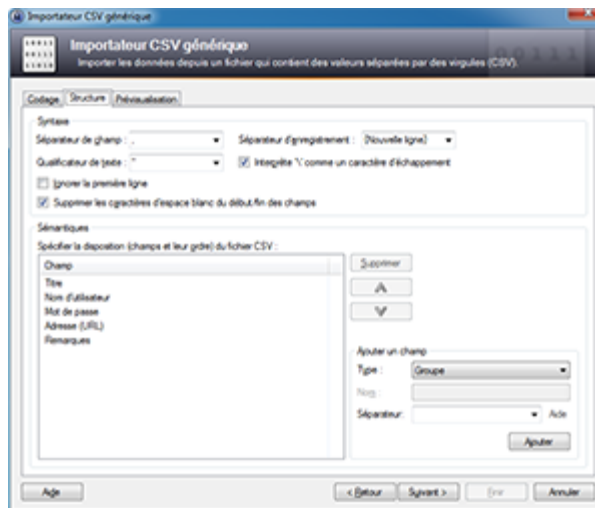 Importateur CSV générique
Importateur CSV générique
Importer les données depuis un fichier qui contient des valeurs séparées par des virgules (CSV).
Codage Structure Prévisualisation
Syntaxe
Séparateur de champ : , Séparateur d'enregistrement : {Nouvelle ligne}
Qualificateur de texte : " Interprète '\' comme un caractère d'échappement
Ignorer la première ligne
Supprimer les caractères d'espace blanc du début/fin des champs
Sémantiques
Spécifier la disposition (champs et leur ordre) du fichier CSV :
Champ Supprimer
Titre
Nom d'utilisateur
Mot de passe
Adresse (URL)
Remarques
Ajouter un champ
Type : Groupe
Nom :
Séparateur: Aide
Ajouter
Aide < Retour Suivant > Finir Annuler